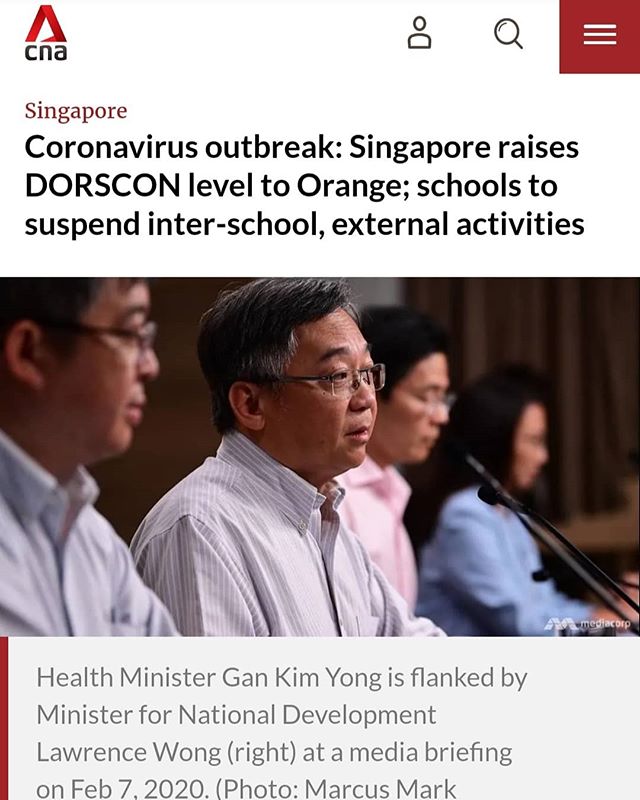 cna
Singapore
Coronavirus outbreak: Singapore raises
DORSCON level to Orange; schools to
suspend inter-school, external activities
mediacorp
Health Minister Gan Kim Yong is flanked by
Minister for National Development
Lawrence Wong (right) at a media briefing
on Feb 7, 2020. (Photo: Marcus Mark